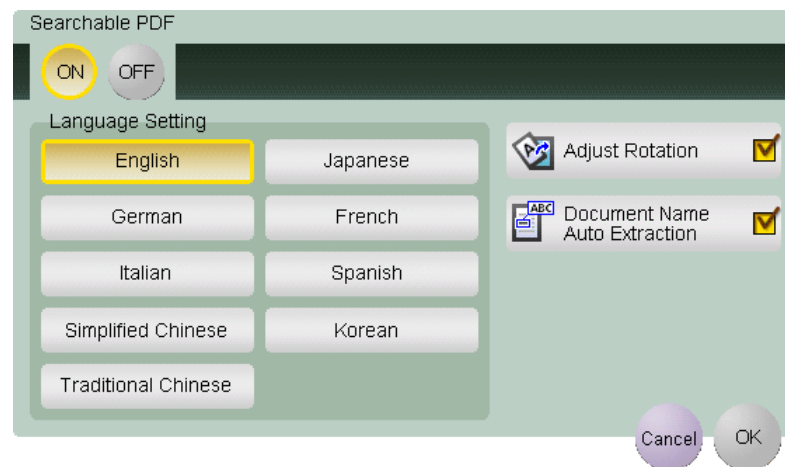 Searchable PDF
ON OFF
Language Setting
English Japanese
German French
Italian Spanish
Simplified Chinese Korean
Traditional Chinese
Adjust Rotation
ABC
Document Name
Auto Extraction
Cancel OK